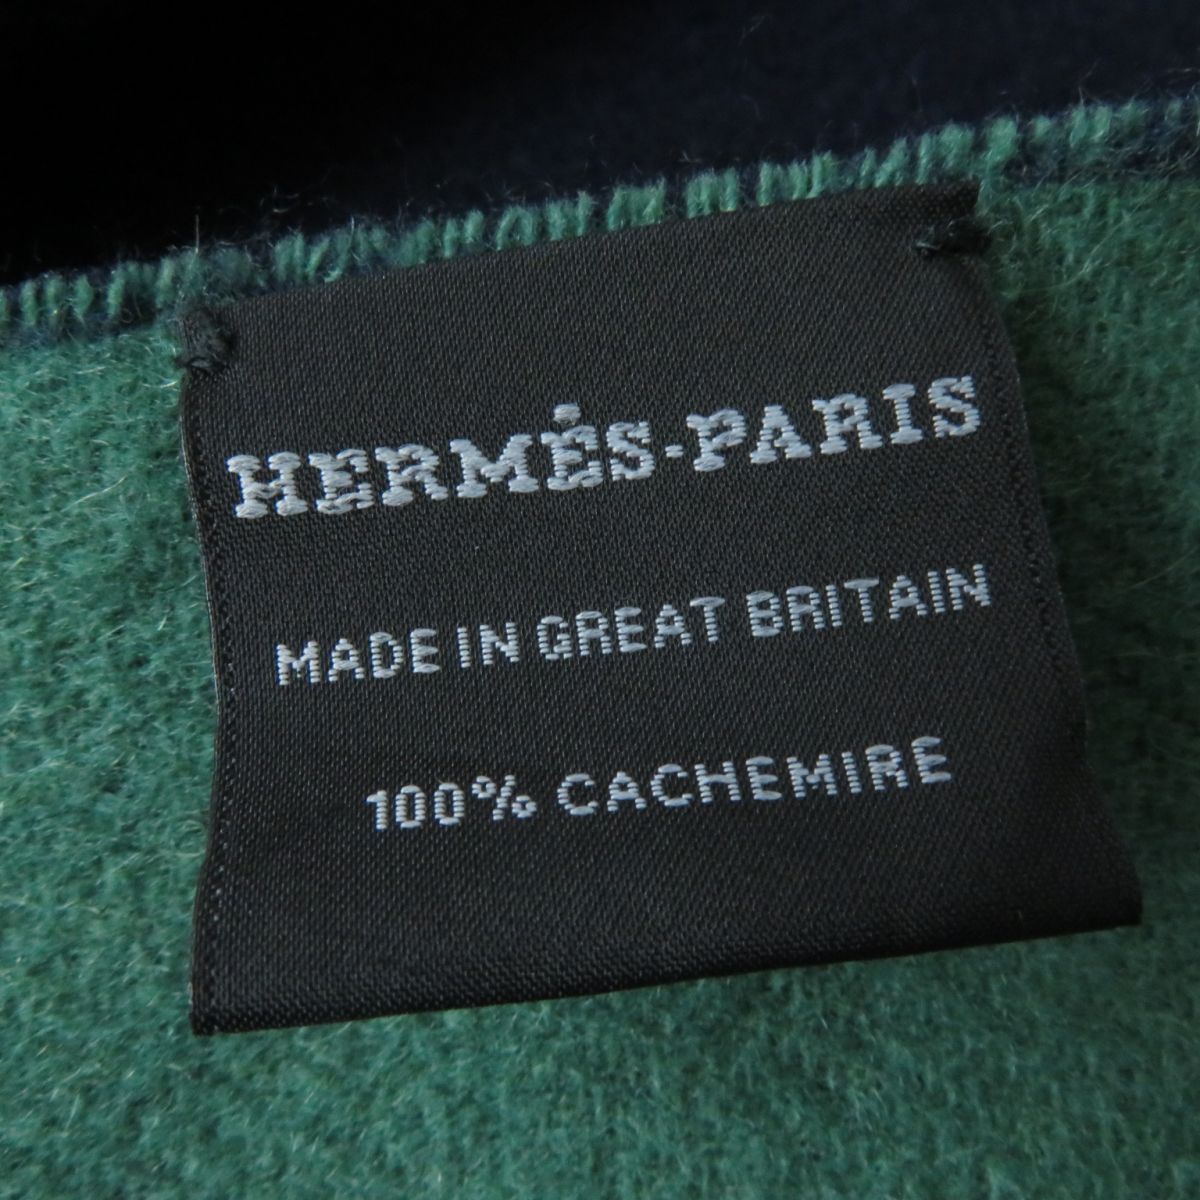 HERMÈS-PARIS
MADE IN GREAT BRITAIN
100% CACHEMIRE